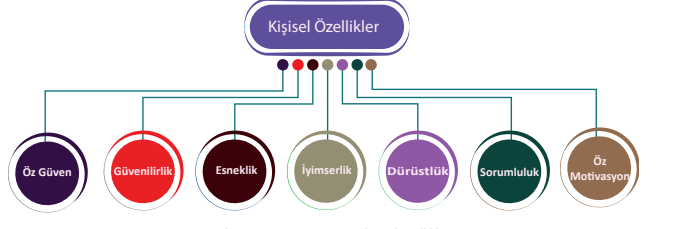 Kişisel Özellikler
Öz Güven
Güvenilirlik
Esneklik
İyimserlik
Dürüstlük
Sorumluluk
Öz
Motivasyon